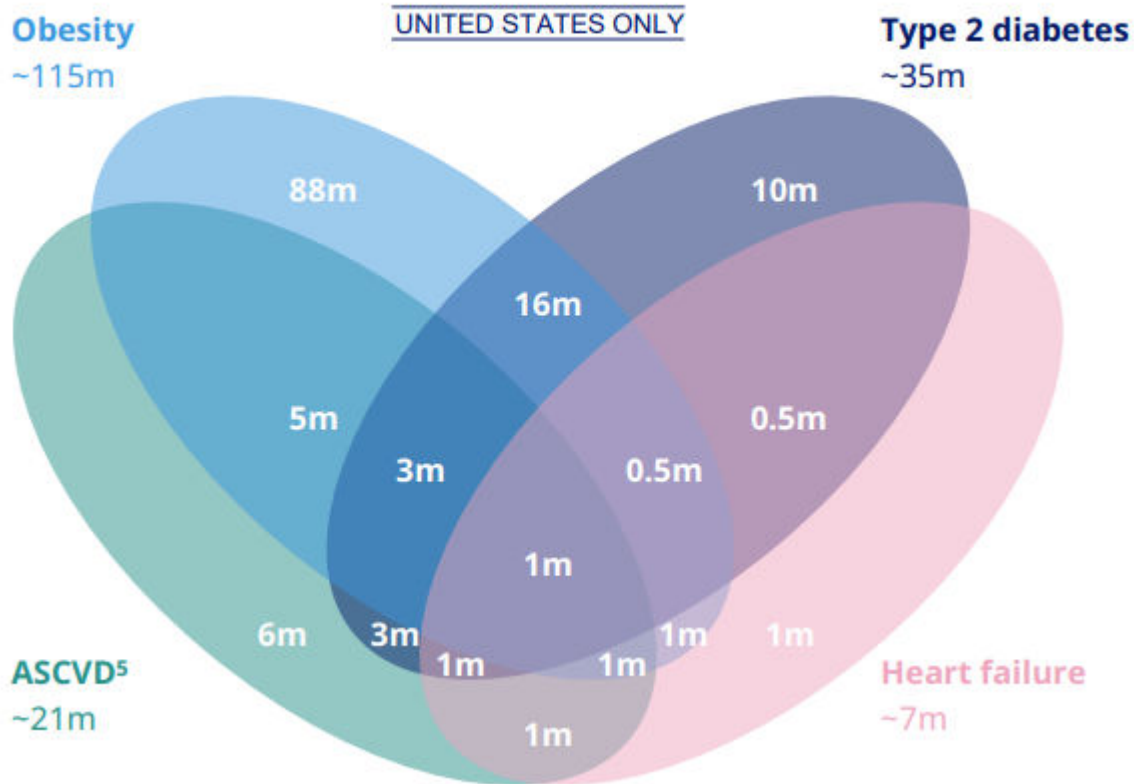 UNITED STATES ONLY
Obesity
~115m
Type 2 diabetes
~35m
88m
10m
16m
5m
0.5m
3m
0.5m
1m
6m
3m
1m
1m
1m
1m
1m
ASCVD⁵
~21m
Heart failure
~7m